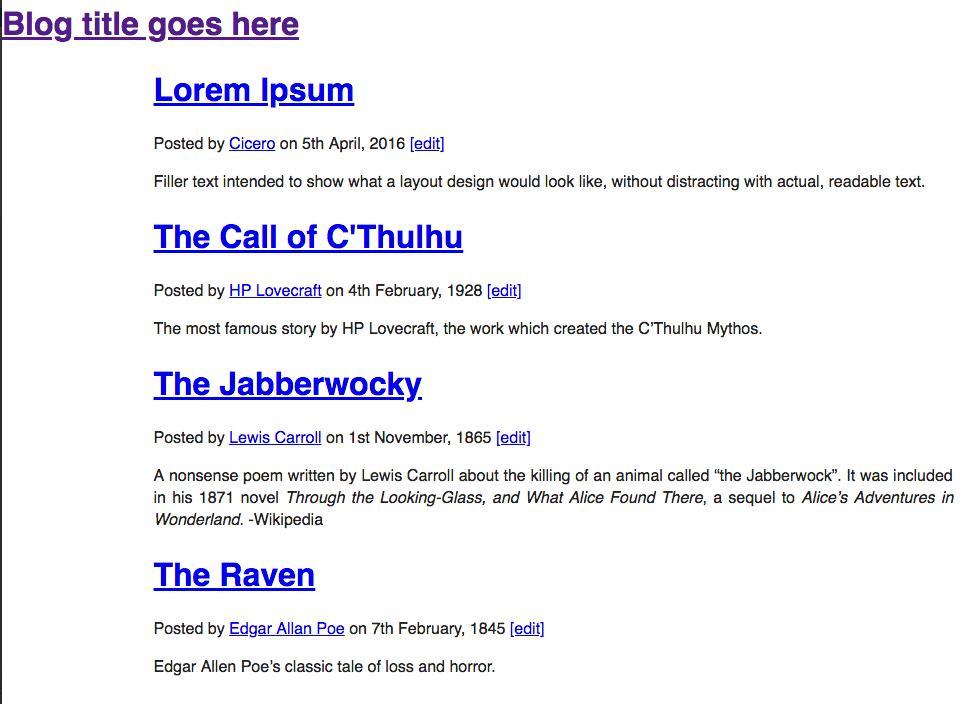 Blog title goes here
Lorem Ipsum
Posted by Cicero on 5th April, 2016 [edit]
Filler text intended to show what a layout design would look like, without distracting with actual, readable text.
The Call of C'Thulhu
Posted by HP Lovecraft on 4th February, 1928 [edit]
The most famous story by HP Lovecraft, the work which created the C’Thulhu Mythos.
The Jabberwocky
Posted by Lewis Carroll on 1st November, 1865 [edit]
A nonsense poem written by Lewis Carroll about the killing of an animal called “the Jabberwock”. It was included
in his 1871 novel Through the Looking-Glass, and What Alice Found There, a sequel to Alice’s Adventures in
Wonderland. -Wikipedia
The Raven
Posted by Edgar Allan Poe on 7th February, 1845 [edit]
Edgar Allen Poe’s classic tale of loss and horror.